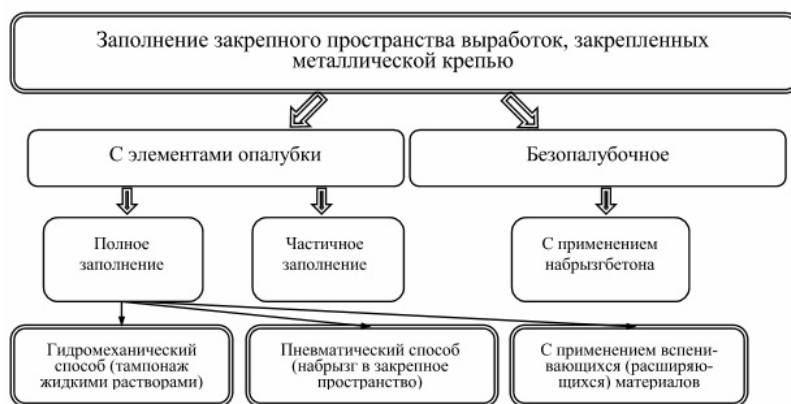 Заполнение закрепного пространства выработок, закрепленных
металлической крепью
С элементами опалубки
Безопалубочное
Полное
заполнение
Частичное
заполнение
С применением
набрызгбетона
Гидромеханический
способ (тампонаж
жидкими растворами)
Пневматический способ
(набрызг в закрепное
пространство)
С применением вспени-
вающихся (расширяю-
щихся) материалов